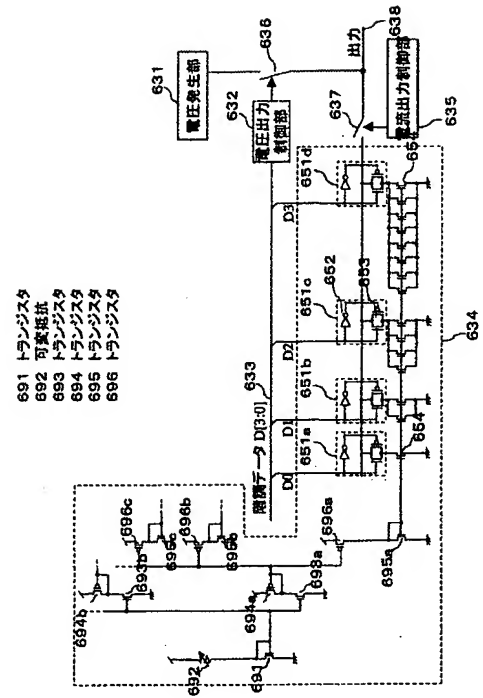 691 トランジスタ
692 可変抵抗
693 トランジスタ
694 トランジスタ
695 トランジスタ
696 トランジスタ
631
電圧発生部
636
632
電圧出力
制御部
638
出力
637
電流出力制御部
635
633
階調データ D[3:0]
D0
D1
D2
D3
651a
651b
651c
651d
652
653
654
654
634
696c
693b
695c
696b
695b
694b
694a
693a
696a
695a
692
691